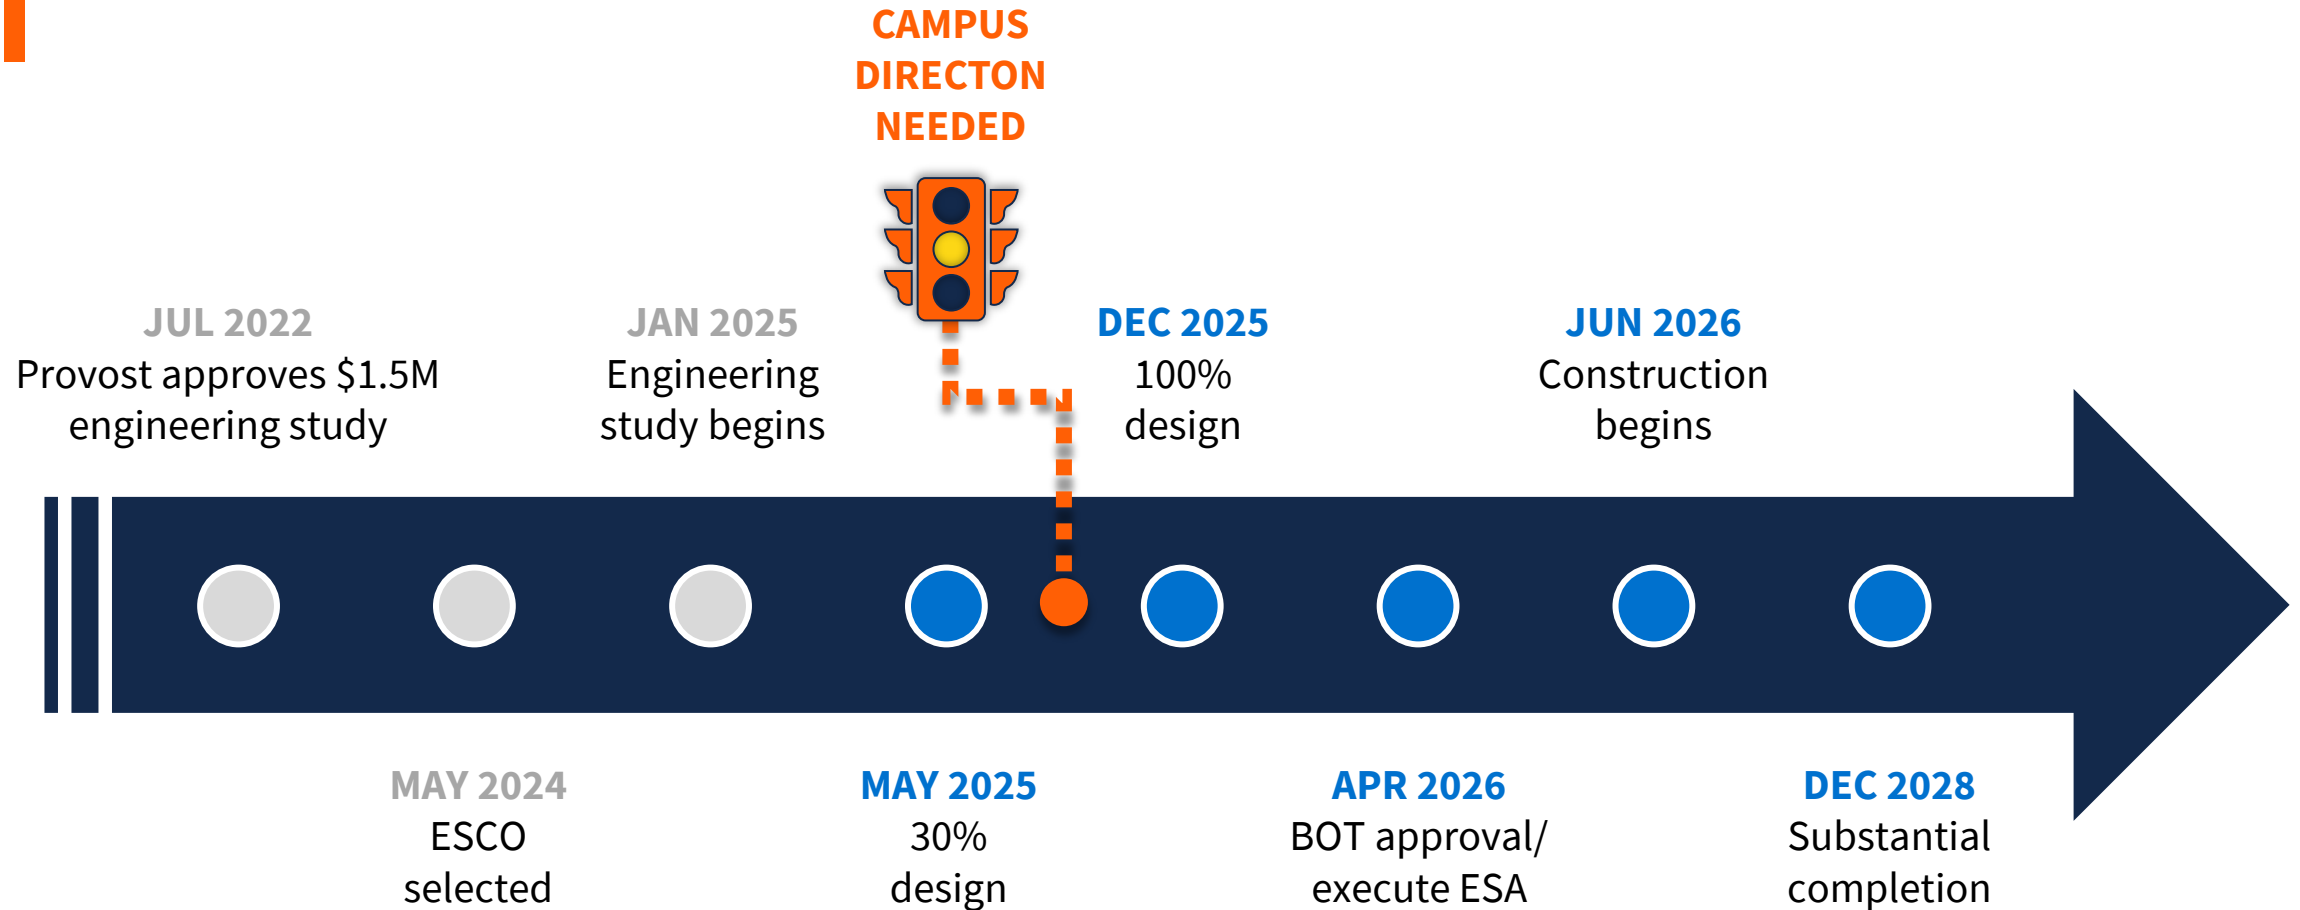 CAMPUS
DIRECTON
NEEDED
JUL 2022
Provost approves $1.5M
engineering study
JAN 2025
Engineering
study begins
DEC 2025
100%
design
JUN 2026
Construction
begins
MAY 2024
ESCO
selected
MAY 2025
30%
design
APR 2026
BOT approval/
execute ESA
DEC 2028
Substantial
completion